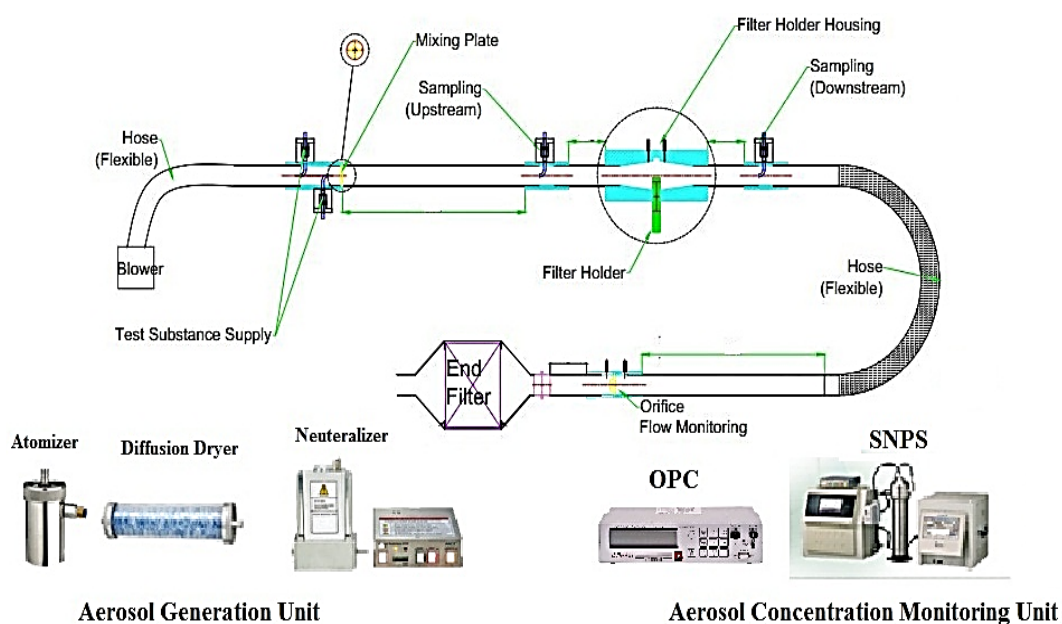 Mixing Plate
Filter Holder Housing
Sampling
(Upstream)
Sampling
(Downstream)
Hose
(Flexible)
Blower
Test Substance Supply
Filter Holder
Hose
(Flexible)
End
Filter
Orifice
Flow Monitoring
Atomizer
Diffusion Dryer
Neuteralizer
OPC
SNPS
Aerosol Generation Unit
Aerosol Concentration Monitoring Unit